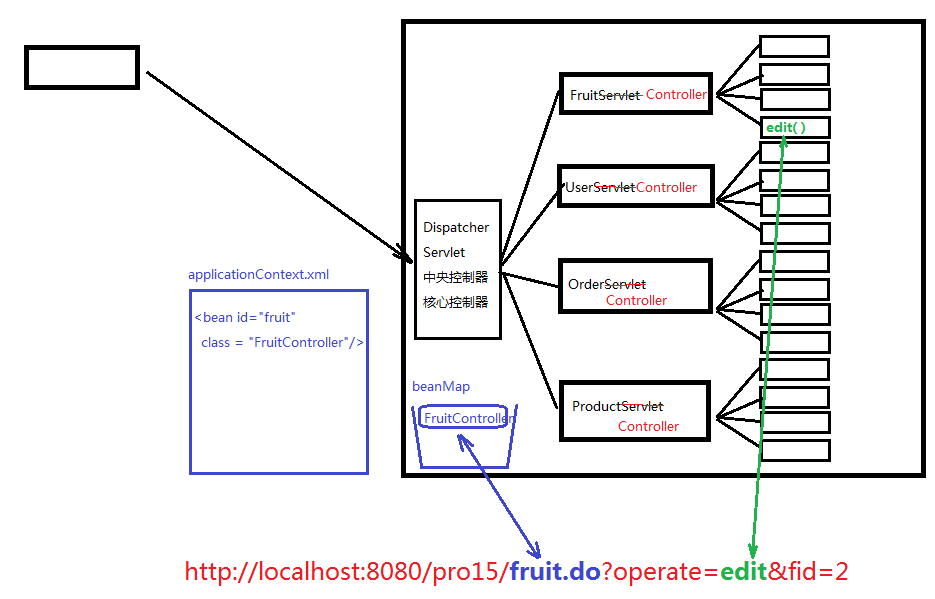 FruitServlet Controller
edit( )
UserServletController
Dispatcher
Servlet
中央控制器
核心控制器
OrderServlet
Controller
applicationContext.xml
<bean id="fruit"
class = "FruitController"/>
beanMap
FruitController
ProductServlet
Controller
http://localhost:8080/pro15/fruit.do?operate=edit&fid=2